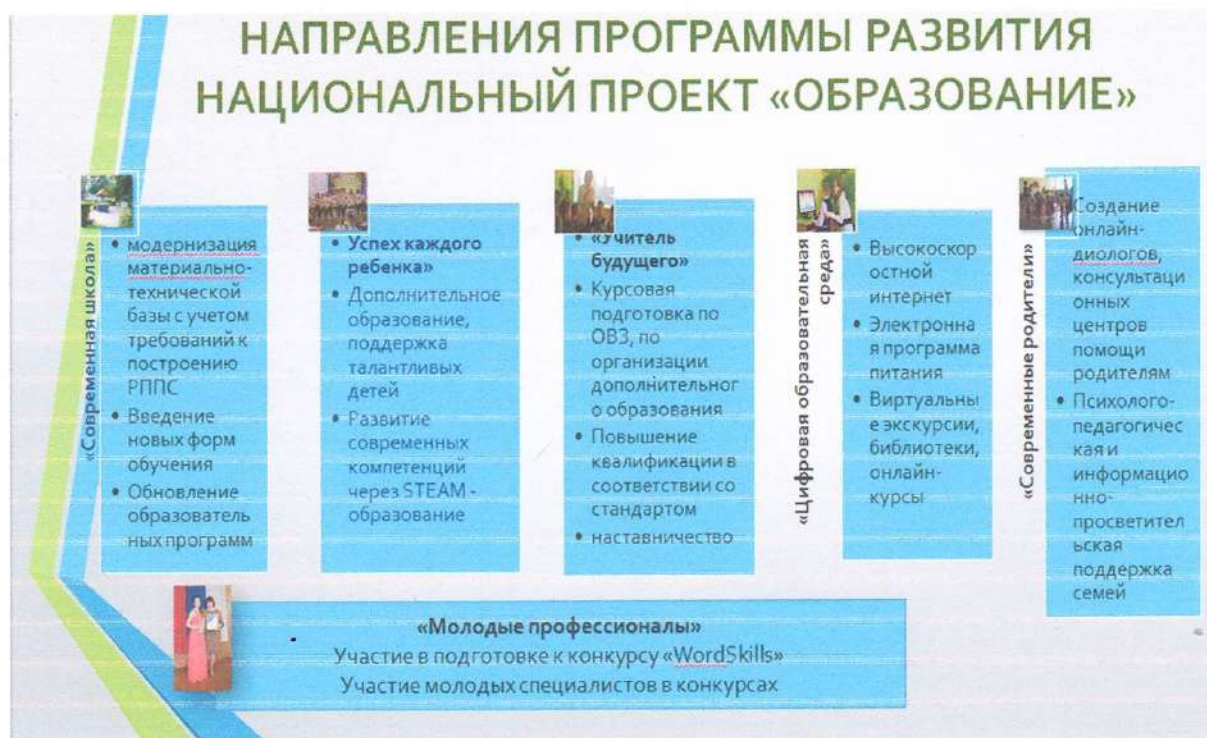 НАПРАВЛЕНИЯ ПРОГРАММЫ РАЗВИТИЯ
НАЦИОНАЛЬНЫЙ ПРОЕКТ «ОБРАЗОВАНИЕ»
«Современная школа»
• модернизация
материально-
технической
базы с учетом
требований к
построению
РППС
• Введение
новых форм
обучения
• Обновление
образователь
ных программ
• Успех каждого
ребенка»
• Дополнительное
образование,
поддержка
талантливых
детей
• Развитие
современных
компетенций
через STEAM -
образование
• «Учитель
будущего»
• Курсовая
подготовка по
ОВЗ, по
организации
дополнительног
о образования
• Повышение
квалификации в
соответствии со
стандартом
• наставничество
«Цифровая образовательная
среда»
• Высокоскор
остной
интернет
• Электронна
я программа
питания
• Виртуальны
е экскурсии,
библиотеки,
онлайн-
курсы
«Современные родители»
Создание
онлайн-
диологов,
консультаци
онных
центров
помощи
родителям
• Психолого-
педагогичес
кая и
информацио
нно-
просветител
ьская
поддержка
семей
«Молодые профессионалы»
Участие в подготовке к конкурсу «WordSkills»
Участие молодых специалистов в конкурсах